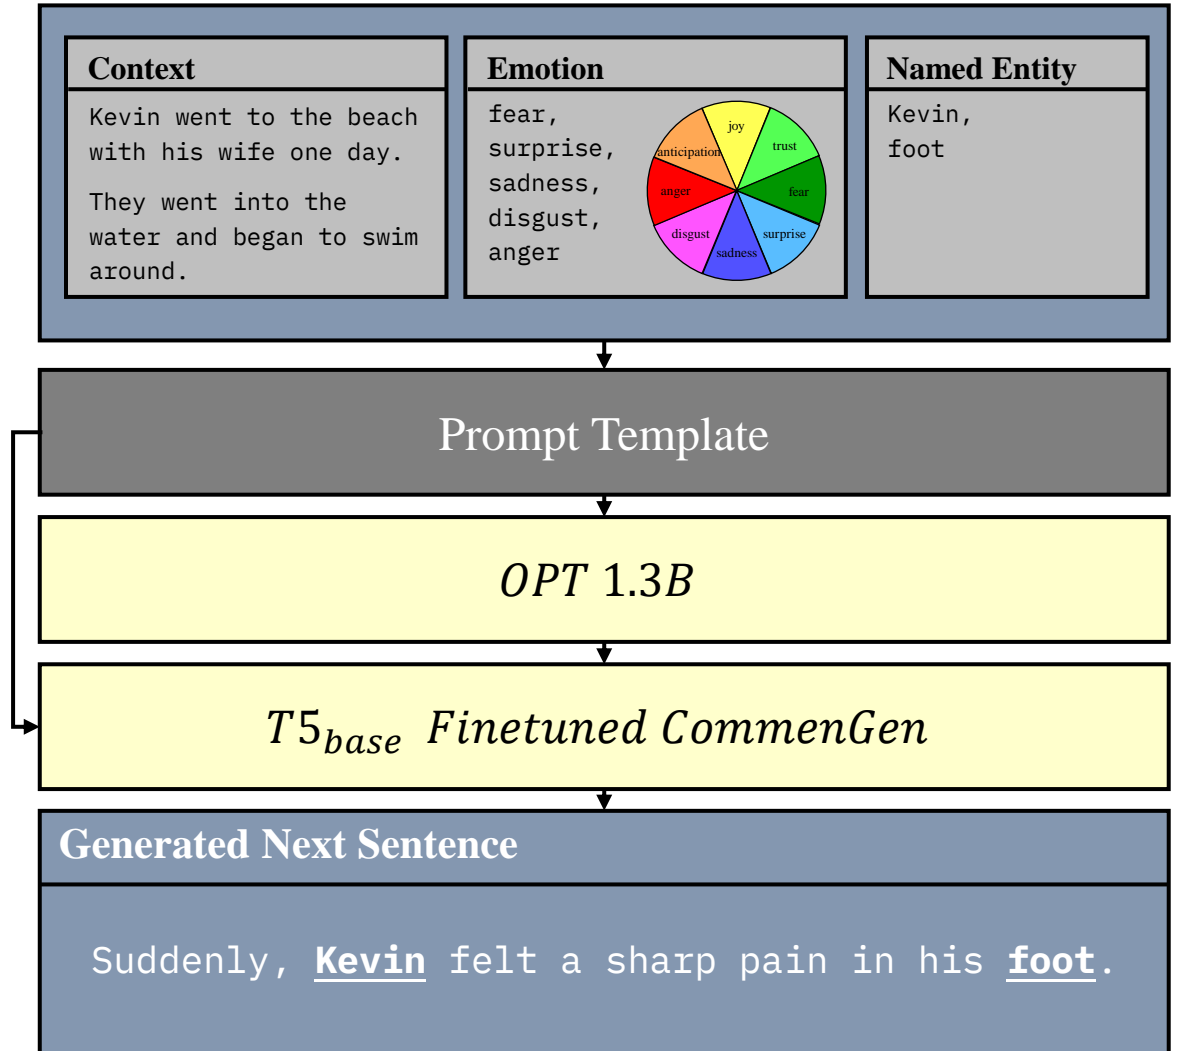 Context
Kevin went to the beach
with his wife one day.
They went into the
water and began to swim
around.
Emotion
fear,
surprise,
sadness,
disgust,
anger
joy
trust
fear
surprise
sadness
disgust
anger
anticipation
Named Entity
Kevin,
foot
Prompt Template
OPT 1.3B
T5base Finetuned CommenGen
Generated Next Sentence
Suddenly, Kevin felt a sharp pain in his foot.